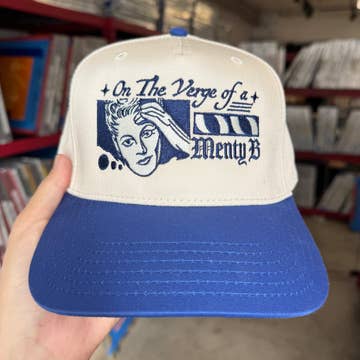 On The Verge of a
Menty B